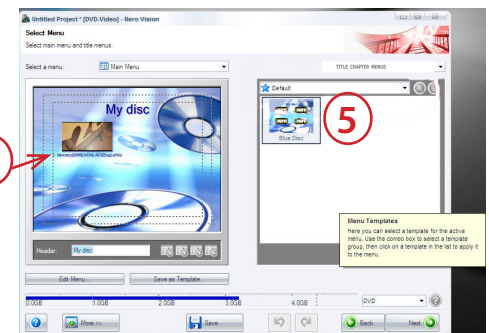 Untitled Project * [DVD-Video] - Nero Vision
Select Menu
Select main menu and title menus.
Select a menu:
Main Menu
TITLE CHAPTER MENUS
Default
My disc
5
Blue Disc
Menu Templates
Here you can select a template for the active
menu. Use the combo box to select a template
group, then click on a template in the list to apply it
to the menu.
Header:
My disc
Edit Menu...
Save as Template...
0.0GB
1.0GB
2.0GB
3.0GB
4.0GB
DVD
More >>
Save
Back
Next